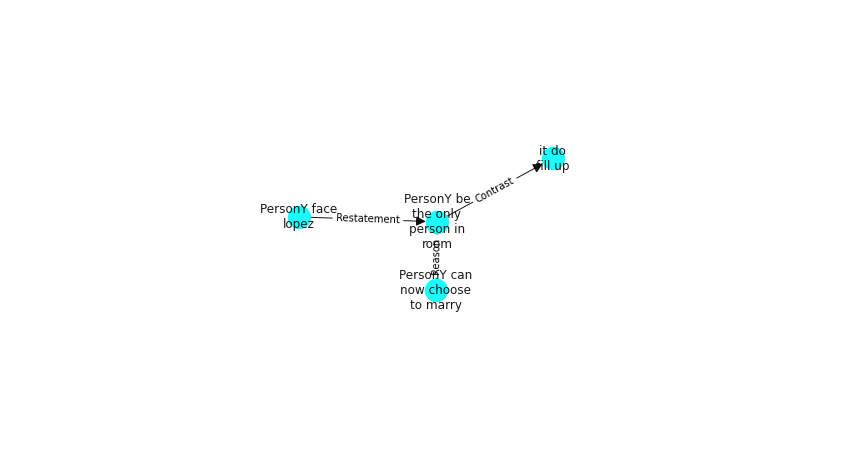 it do
fill up
Contrast
PersonY be
the only
person in
room
PersonY face
lopez
Restatement
Reason
PersonY can
now choose
to marry